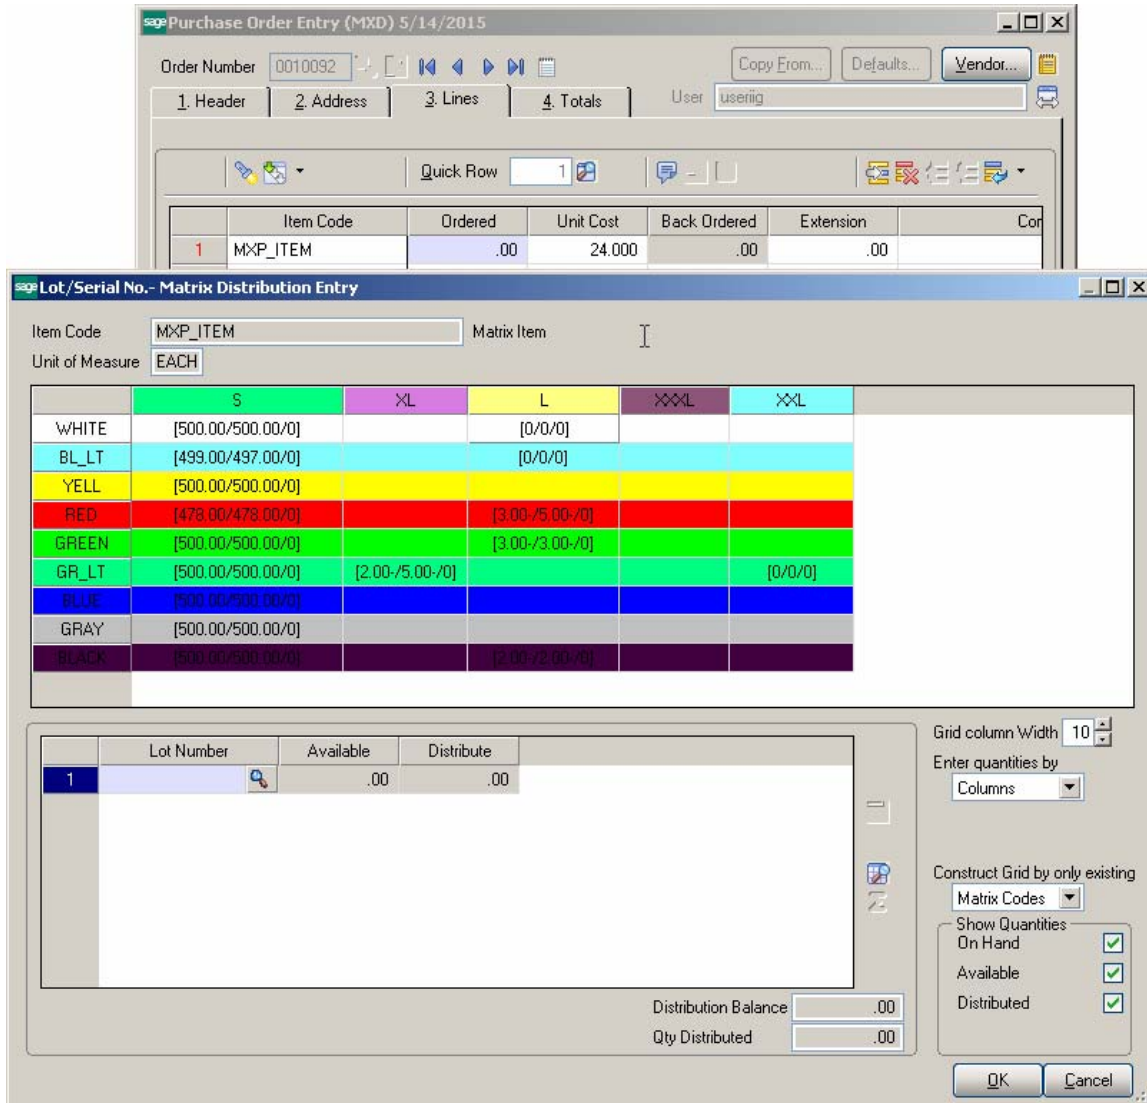 sage Purchase Order Entry (MXD) 5/14/2015
Order Number 0010092 Copy From... Defaults... Vendor...
1. Header 2. Address 3. Lines 4. Totals User useriig
Quick Row 1
Item Code Ordered Unit Cost Back Ordered Extension Cor
1 MXP_ITEM .00 24.000 .00 .00
sage Lot/Serial No.- Matrix Distribution Entry
Item Code MXP_ITEM Matrix Item
Unit of Measure EACH
S XL L XXXL XXL
WHITE [500.00/500.00/0] [0/0/0]
BL_LT [499.00/497.00/0] [0/0/0]
YELL [500.00/500.00/0]
RED [478.00/478.00/0] [3.00-/5.00-/0]
GREEN [500.00/500.00/0] [3.00-/3.00-/0]
GR_LT [500.00/500.00/0] [2.00-/5.00-/0] [0/0/0]
BLUE [500.00/500.00/0]
GRAY [500.00/500.00/0]
BLACK [500.00/500.00/0] [2.00-/2.00-/0]
Grid column Width 10
Lot Number Available Distribute
Enter quantities by
1 .00 .00
Columns
Construct Grid by only existing
Matrix Codes
Show Quantities
On Hand
Available
Distributed
Distribution Balance .00
Qty Distributed .00
OK Cancel